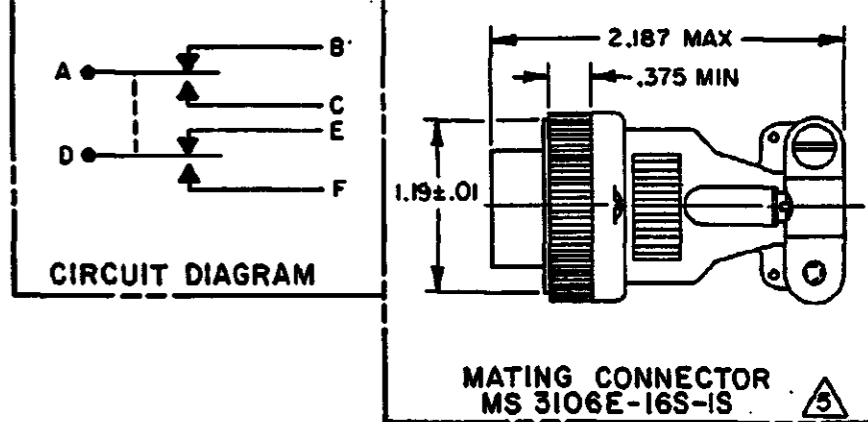 A
B
C
D
E
F
CIRCUIT DIAGRAM
2.187 MAX
.375 MIN
1.19±.01
MATING CONNECTOR
MS 3106E-16S-1S
5